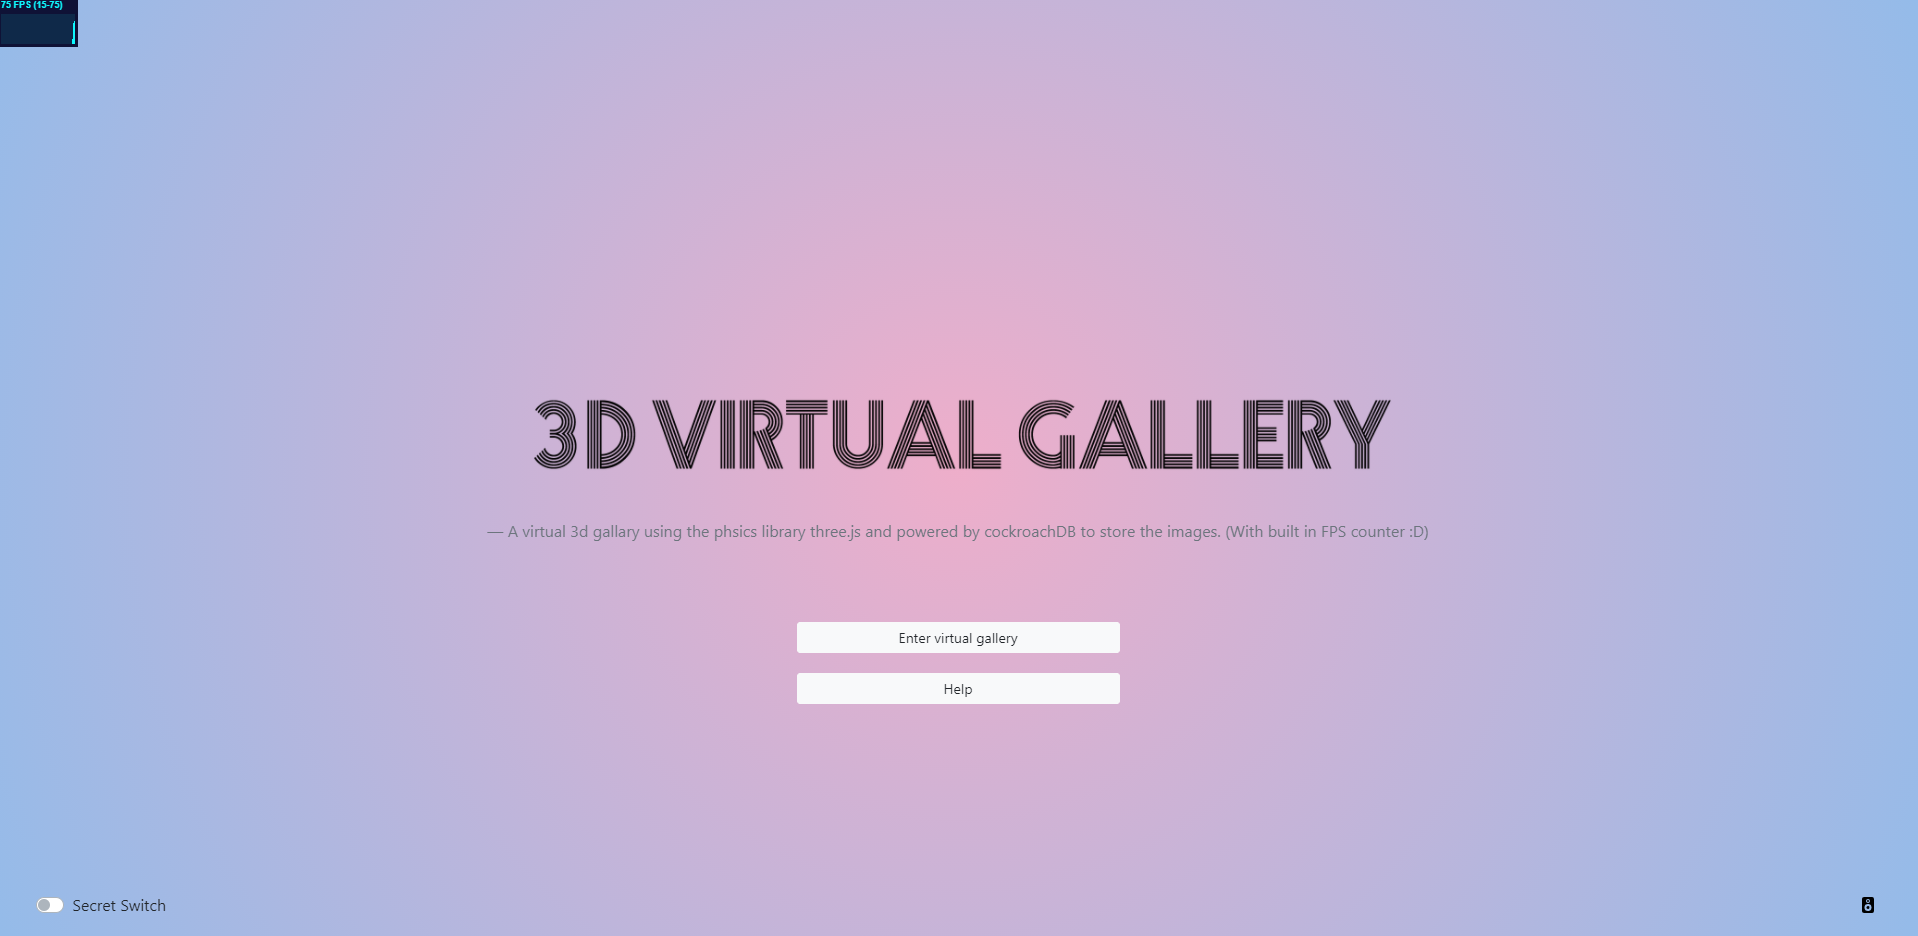 75 FPS (15-75)
3D VIRTUAL GALLERY
— A virtual 3d gallary using the phsics library three.js and powered by cockroachDB to store the images. (With built in FPS counter :D)
Enter virtual gallery
Help
Secret Switch